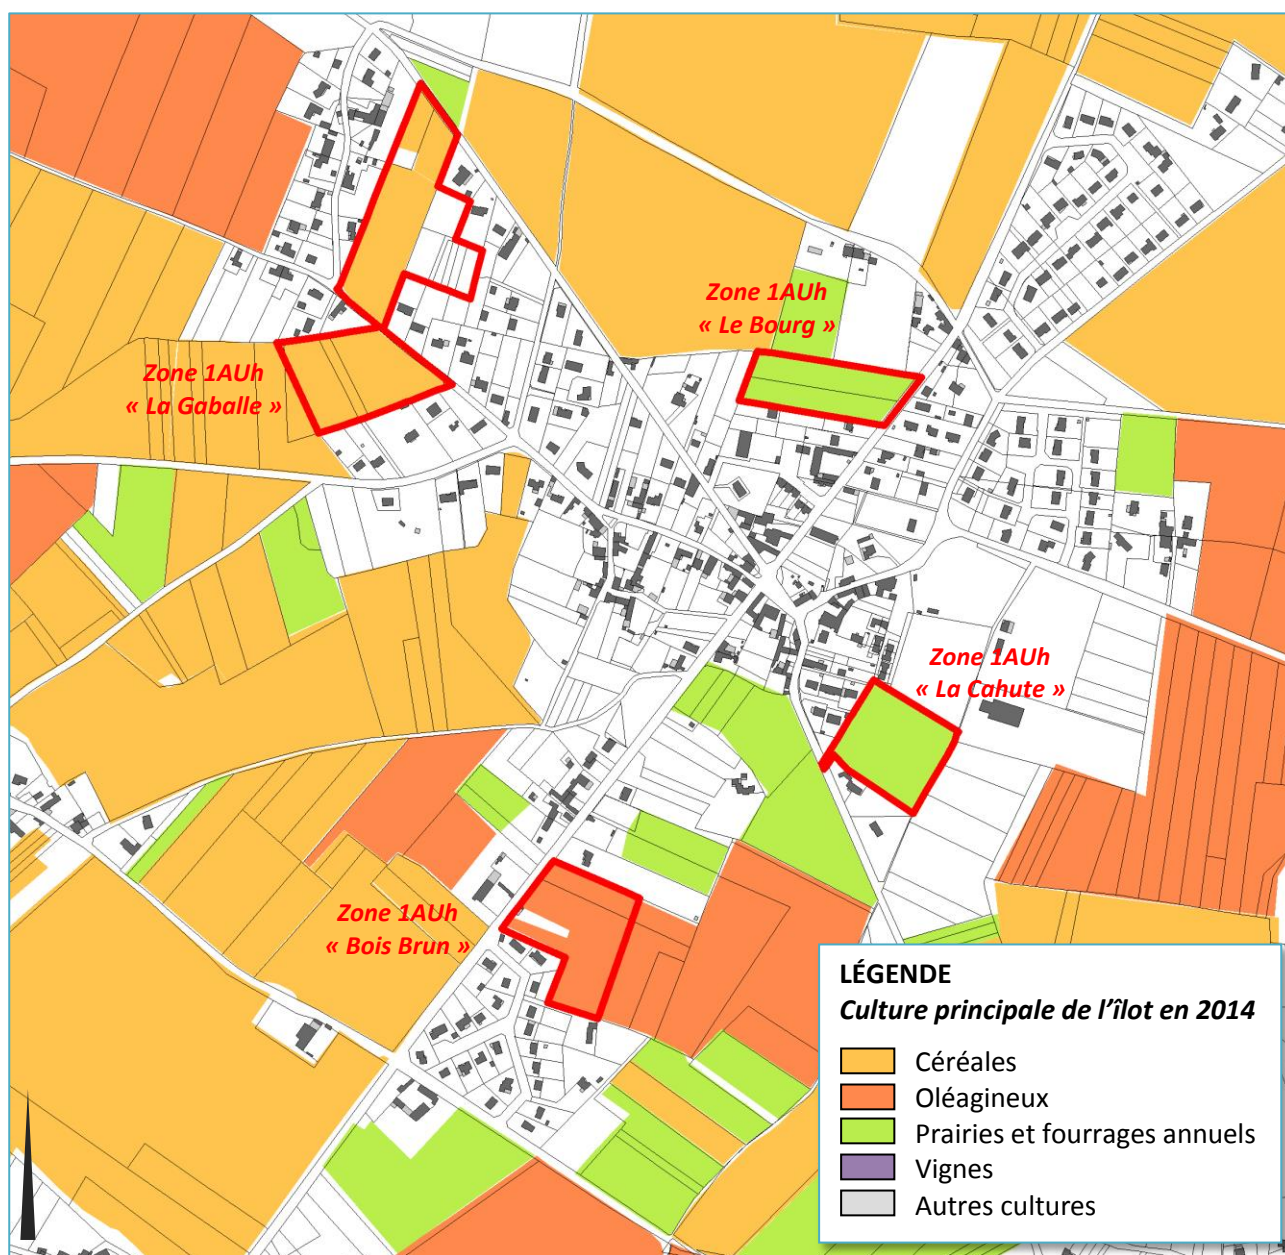 Zone 1AUh
« Le Bourg »
Zone 1AUh
« La Gaballe »
Zone 1AUh
« La Cahute »
Zone 1AUh
« Bois Brun »
LÉGENDE
Culture principale de l’îlot en 2014
Céréales
Oléagineux
Prairies et fourrages annuels
Vignes
Autres cultures